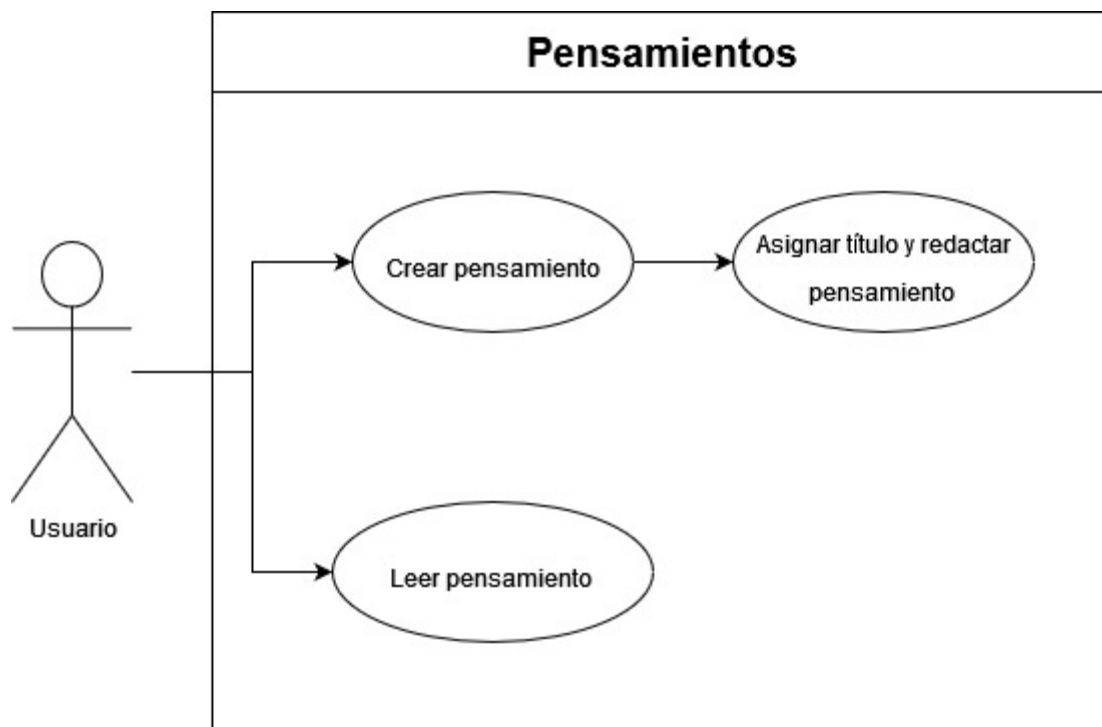 Pensamientos
Crear pensamiento
Asignar título y redactar
pensamiento
Usuario
Leer pensamiento